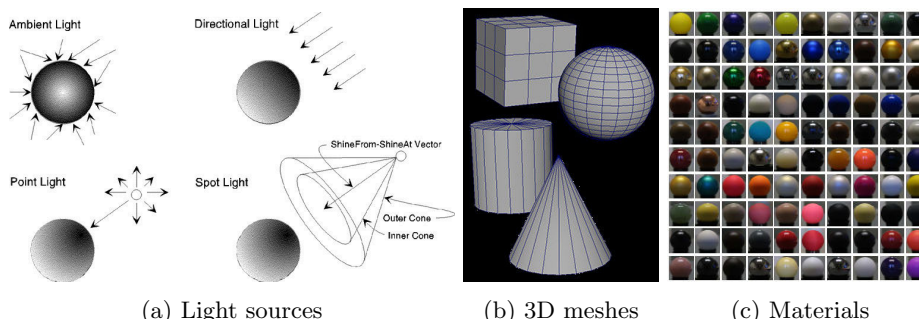 Ambient Light
Directional Light
Point Light
Spot Light
ShineFrom-ShineAt Vector
Outer Cone
Inner Cone
(a) Light sources
(b) 3D meshes
(c) Materials